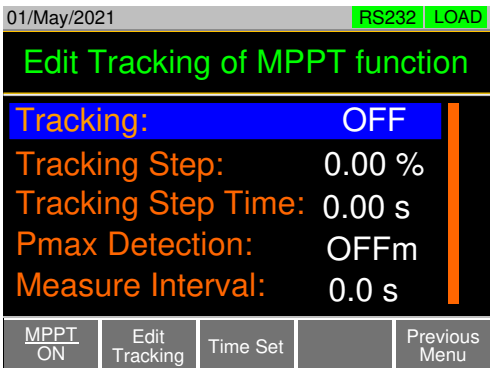 01/May/2021 RS232 LOAD
Edit Tracking of MPPT function
Tracking: OFF
Tracking Step: 0.00 %
Tracking Step Time: 0.00 s
Pmax Detection: OFFm
Measure Interval: 0.0 s
MPPT Edit Time Set Previous
ON Tracking Menu